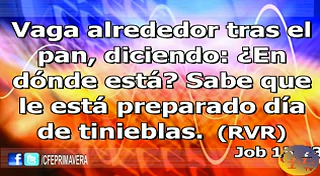 Vaga alrededor tras el
pan, diciendo: ¿En
dónde está? Sabe que
le está preparado día
de tinieblas. (RVR)
Job
/CFEPRIMAVERA